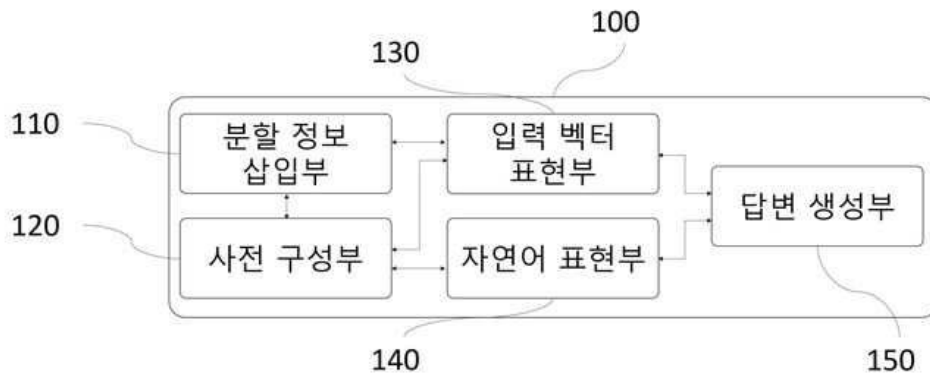 100
130
110
분할 정보
삽입부
입력 벡터
표현부
답변 생성부
120
사전 구성부
자연어 표현부
140
150